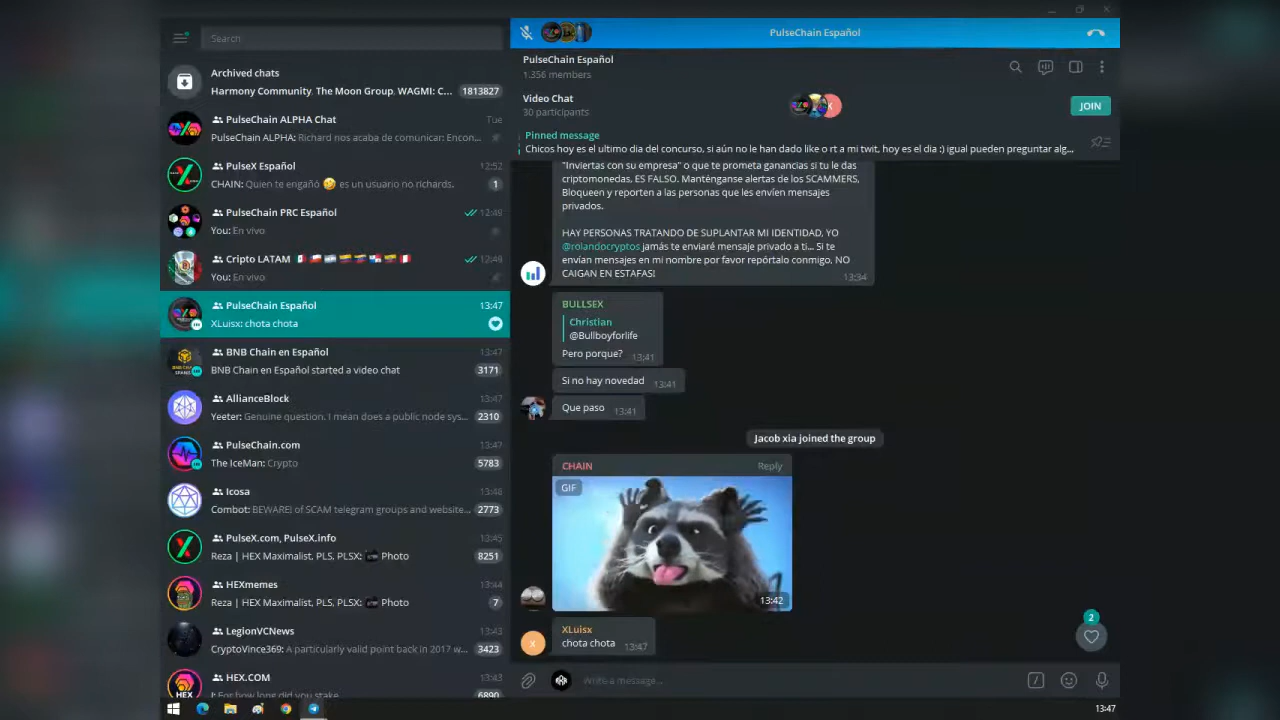 Search
Archived chats
Harmony Community, The Moon Group, WAGMI: C... 1813827
PulseChain ALPHA Chat Tue
PulseChain ALPHA: Richard nos acaba de comunicar: Encon...
PulseX Español 12:52
CHAIN: Quien te engañó 🤣 es un usuario no richards. 1
PulseChain PRC Español 12:49
You: En vivo
Cripto LATAM 12:49
You: En vivo
PulseChain Español 13:47
XLuisx: chota chota
BNB Chain en Español 13:47
BNB Chain en Español started a video chat 3171
AllianceBlock 13:47
Yeeter: Genuine question. I mean does a public node sys... 2310
PulseChain.com 13:47
The IceMan: Crypto 5783
Icosa 13:46
Combot: BEWARE! of SCAM telegram groups and website... 2773
PulseX.com, PulseX.info 13:45
Reza | HEX Maximalist, PLS, PLSX: Photo 8251
HEXmemes 13:44
Reza | HEX Maximalist, PLS, PLSX: Photo 7
LegionVCNews 13:43
CryptoVince369: A particularly valid point back in 2017 w... 3423
HEX.COM 13:43
I: For how long did you stake 6890
PulseChain Español
PulseChain Español
1.356 members
Video Chat
30 participants
JOIN
Pinned message
Chicos hoy es el ultimo dia del concurso, si aún no le han dado like o rt a mi twit, hoy es el dia :) igual pueden preguntar alg...
"Inviertas con su empresa" o que te prometa ganancias si tu le das
criptomonedas, ES FALSO. Manténganse alertas de los SCAMMERS,
Bloqueen y reporten a las personas que les envíen mensajes
privados.
HAY PERSONAS TRATANDO DE SUPLANTAR MI IDENTIDAD, YO
@rolandocryptos jamás te enviaré mensaje privado a ti... Si te
envían mensajes en mi nombre por favor repórtalo conmigo, NO
CAIGAN EN ESTAFAS! 13:34
BULLSEX
Christian
@Bullboyforlife
Pero porque? 13:41
Si no hay novedad 13:41
Que paso 13:41
Jacob xia joined the group
CHAIN Reply
GIF
13:42
XLuisx
chota chota 13:47
2
Write a message...
13:47